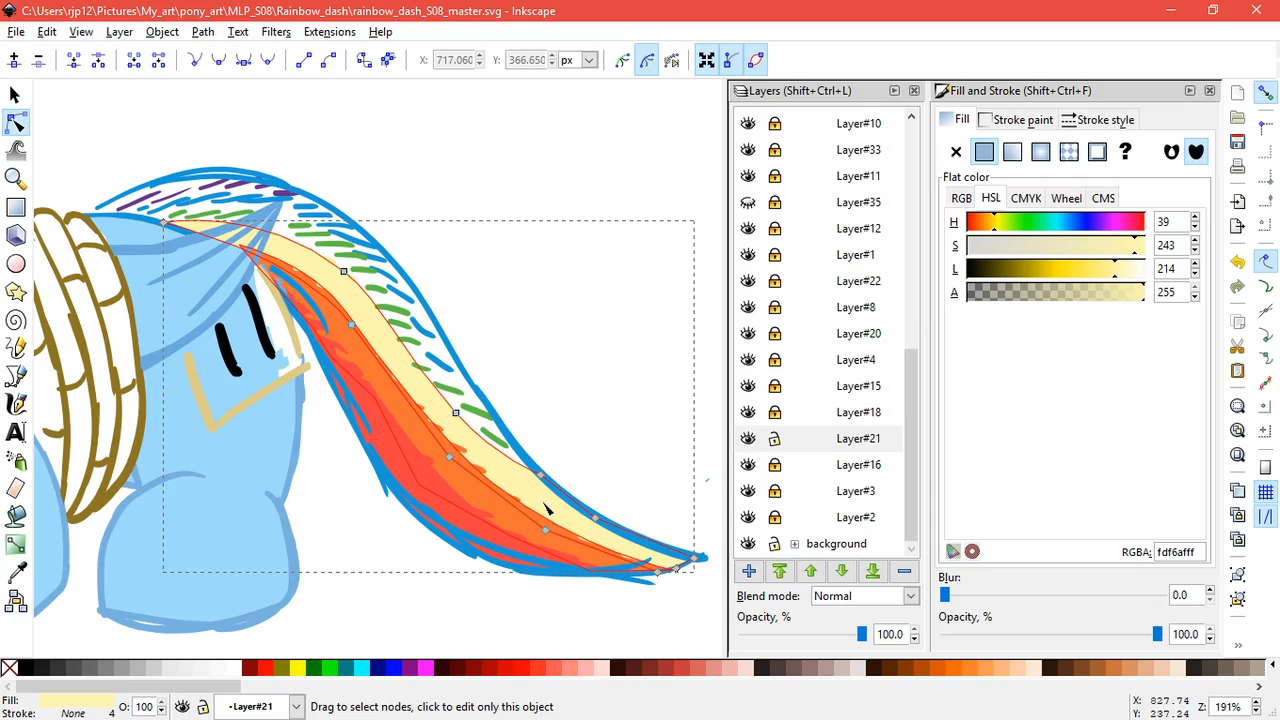 C:\Users\rjp12\Pictures\My_art\pony_art\MLP_S08\Rainbow_dash\rainbow_dash_S08_master.svg - Inkscape
File Edit View Layer Object Path Text Filters Extensions Help
X: 717.060 Y: 366.650 px
Layers (Shift+Ctrl+L)
Layer#10
Layer#33
Layer#11
Layer#35
Layer#12
Layer#1
Layer#22
Layer#8
Layer#20
Layer#4
Layer#15
Layer#18
Layer#21
Layer#16
Layer#3
Layer#2
background
Blend mode: Normal
Opacity, %
100.0
Fill and Stroke (Shift+Ctrl+F)
Fill Stroke paint Stroke style
?
Flat color
RGB HSL CMYK Wheel CMS
H 39
S 243
L 214
A 255
RGBA: fdf6afff
Blur:
0.0
Opacity, %
100.0
Fill:
Stroke: None 4
O: 100
•Layer#21
Drag to select nodes, click to edit only this object
X: 827.74
Y: 237.24
Z: 191%